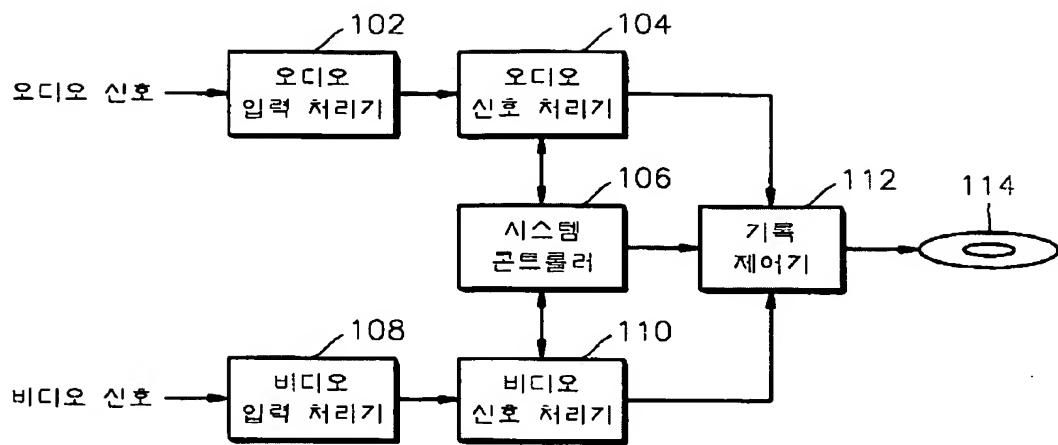 102
104
오디오 신호
오디오
입력 처리기
오디오
신호 처리기
106
112
114
시스템
콘트롤러
기록
제어기
108
110
비디오 신호
비디오
입력 처리기
비디오
신호 처리기